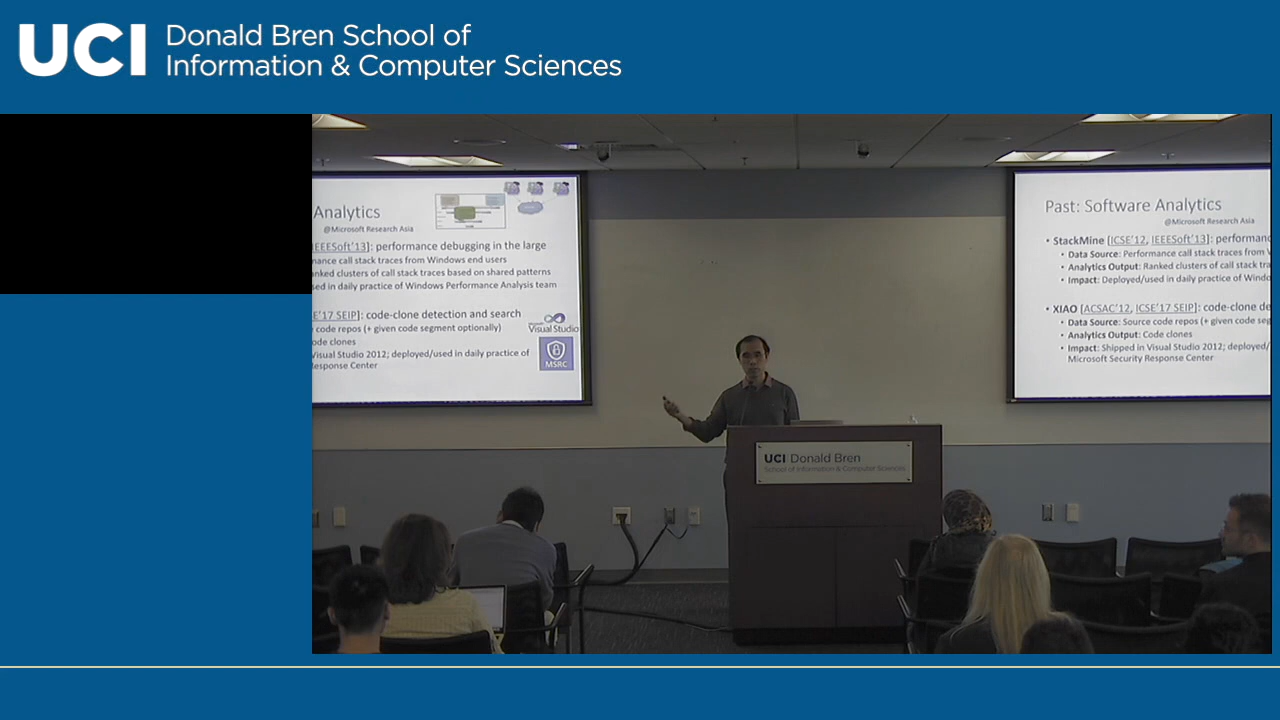 UCI Donald Bren School of
Information & Computer Sciences
Analytics
@Microsoft Research Asia
IEEESoft'13]: performance debugging in the large
mance call stack traces from Windows end users
anked clusters of call stack traces based on shared patterns
sed in daily practice of Windows Performance Analysis team
E'17 SEIP]: code-clone detection and search
code repos (+ given code segment optionally)
ode clones
Visual Studio 2012; deployed/used in daily practice of
esponse Center
Visual Studio
MSRC
Past: Software Analytics
@Microsoft Research Asia
• StackMine [ICSE'12, IEEESoft'13]: performanc
• Data Source: Performance call stack traces from W
• Analytics Output: Ranked clusters of call stack tra
• Impact: Deployed/used in daily practice of Windo
• XIAO [ACSAC'12, ICSE'17 SEIP]: code-clone de
• Data Source: Source code repos (+ given code seg
• Analytics Output: Code clones
• Impact: Shipped in Visual Studio 2012; deployed/
Microsoft Security Response Center
UCI Donald Bren
School of Information & Computer Sciences